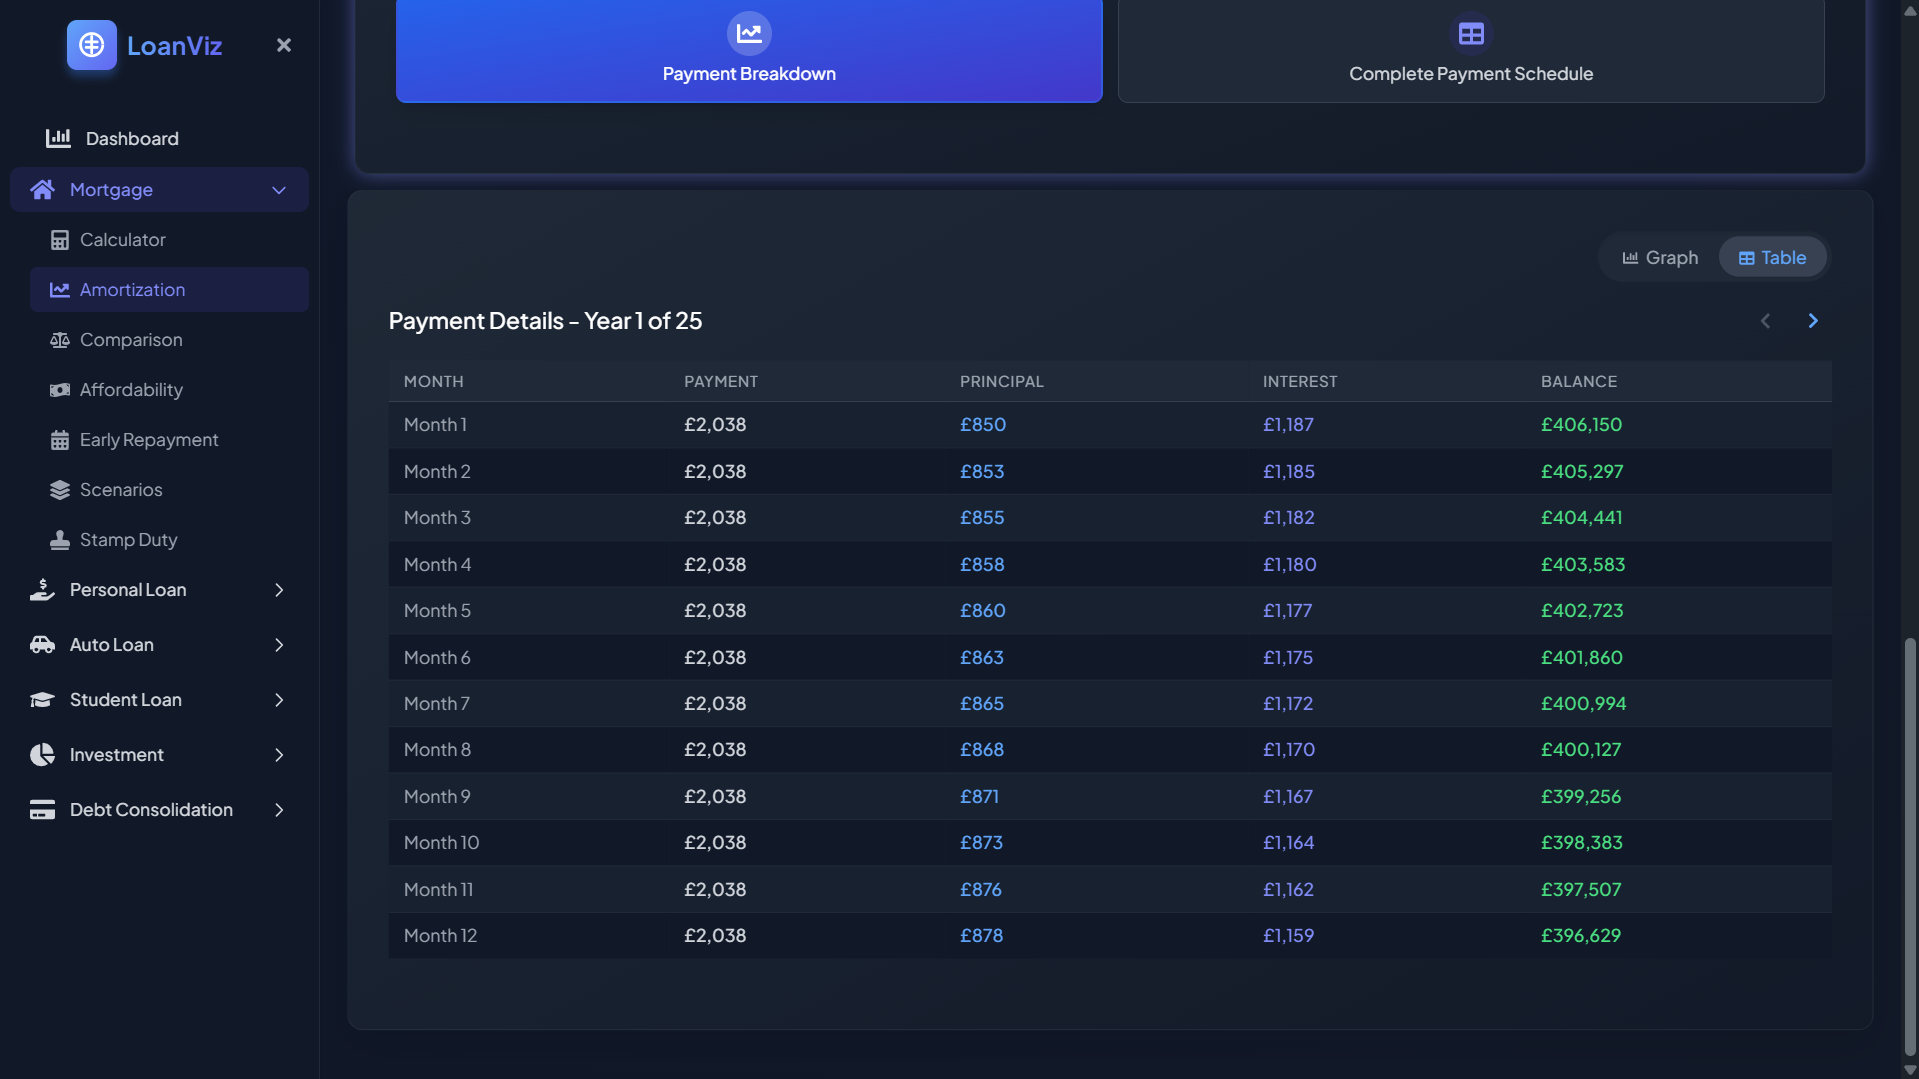 LoanViz
Dashboard
Mortgage
Calculator
Amortization
Comparison
Affordability
Early Repayment
Scenarios
Stamp Duty
Personal Loan
Auto Loan
Student Loan
Investment
Debt Consolidation
Payment Breakdown
Complete Payment Schedule
Graph
Table
Payment Details - Year 1 of 25
MONTH PAYMENT PRINCIPAL INTEREST BALANCE
Month 1 £2,038 £850 £1,187 £406,150
Month 2 £2,038 £853 £1,185 £405,297
Month 3 £2,038 £855 £1,182 £404,441
Month 4 £2,038 £858 £1,180 £403,583
Month 5 £2,038 £860 £1,177 £402,723
Month 6 £2,038 £863 £1,175 £401,860
Month 7 £2,038 £865 £1,172 £400,994
Month 8 £2,038 £868 £1,170 £400,127
Month 9 £2,038 £871 £1,167 £399,256
Month 10 £2,038 £873 £1,164 £398,383
Month 11 £2,038 £876 £1,162 £397,507
Month 12 £2,038 £878 £1,159 £396,629